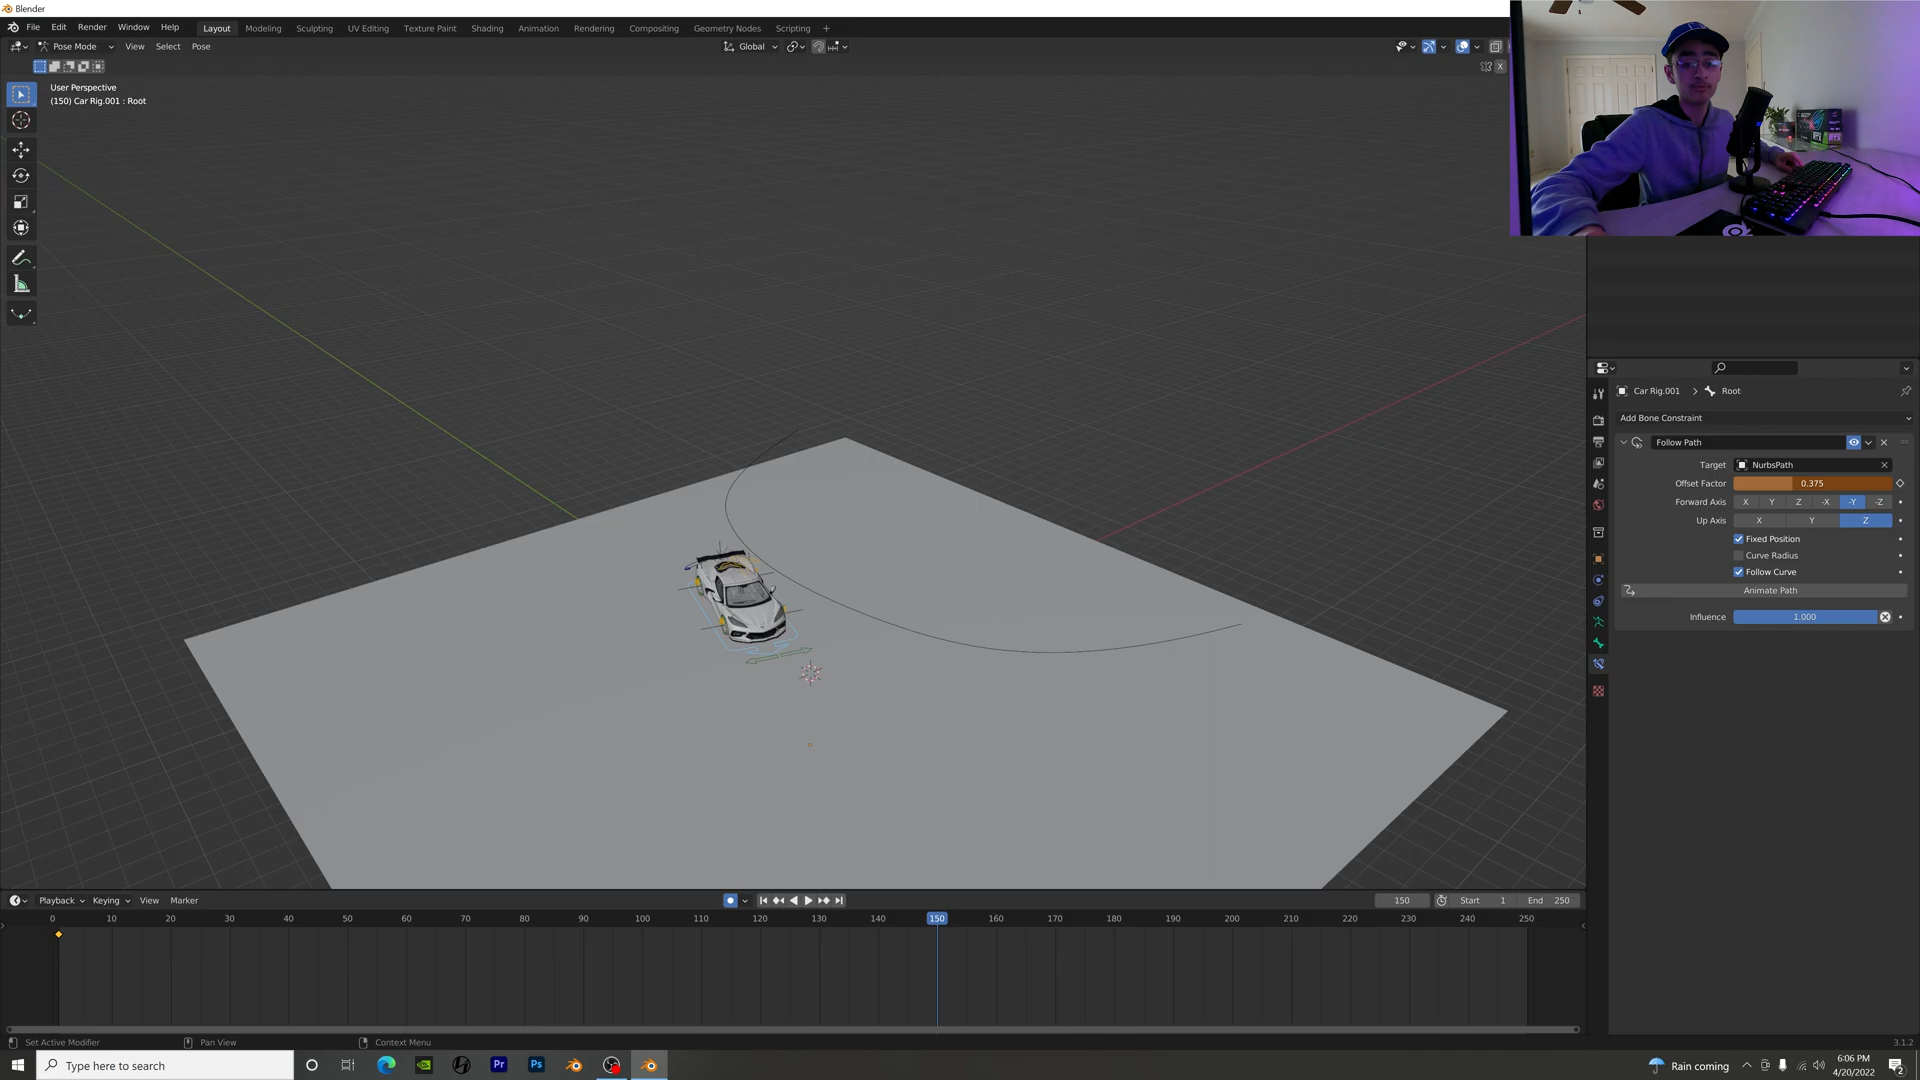 Blender
File Edit Render Window Help Layout Modeling Sculpting UV Editing Texture Paint Shading Animation Rendering Compositing Geometry Nodes Scripting +
Pose Mode View Select Pose Global
X
User Perspective
(150) Car Rig.001 : Root
Car Rig.001 > Root
Add Bone Constraint
Follow Path
Target NurbsPath
Offset Factor 0.375
Forward Axis X Y Z -X -Y -Z
Up Axis X Y Z
Fixed Position
Curve Radius
Follow Curve
Animate Path
Influence 1.000
Playback Keying View Marker 150 Start 1 End 250
0 10 20 30 40 50 60 70 80 90 100 110 120 130 140 150 160 170 180 190 200 210 220 230 240 250
Set Active Modifier Pan View Context Menu 3.1.2
Type here to search Pr Ps Rain coming 6:06 PM
4/20/2022 2